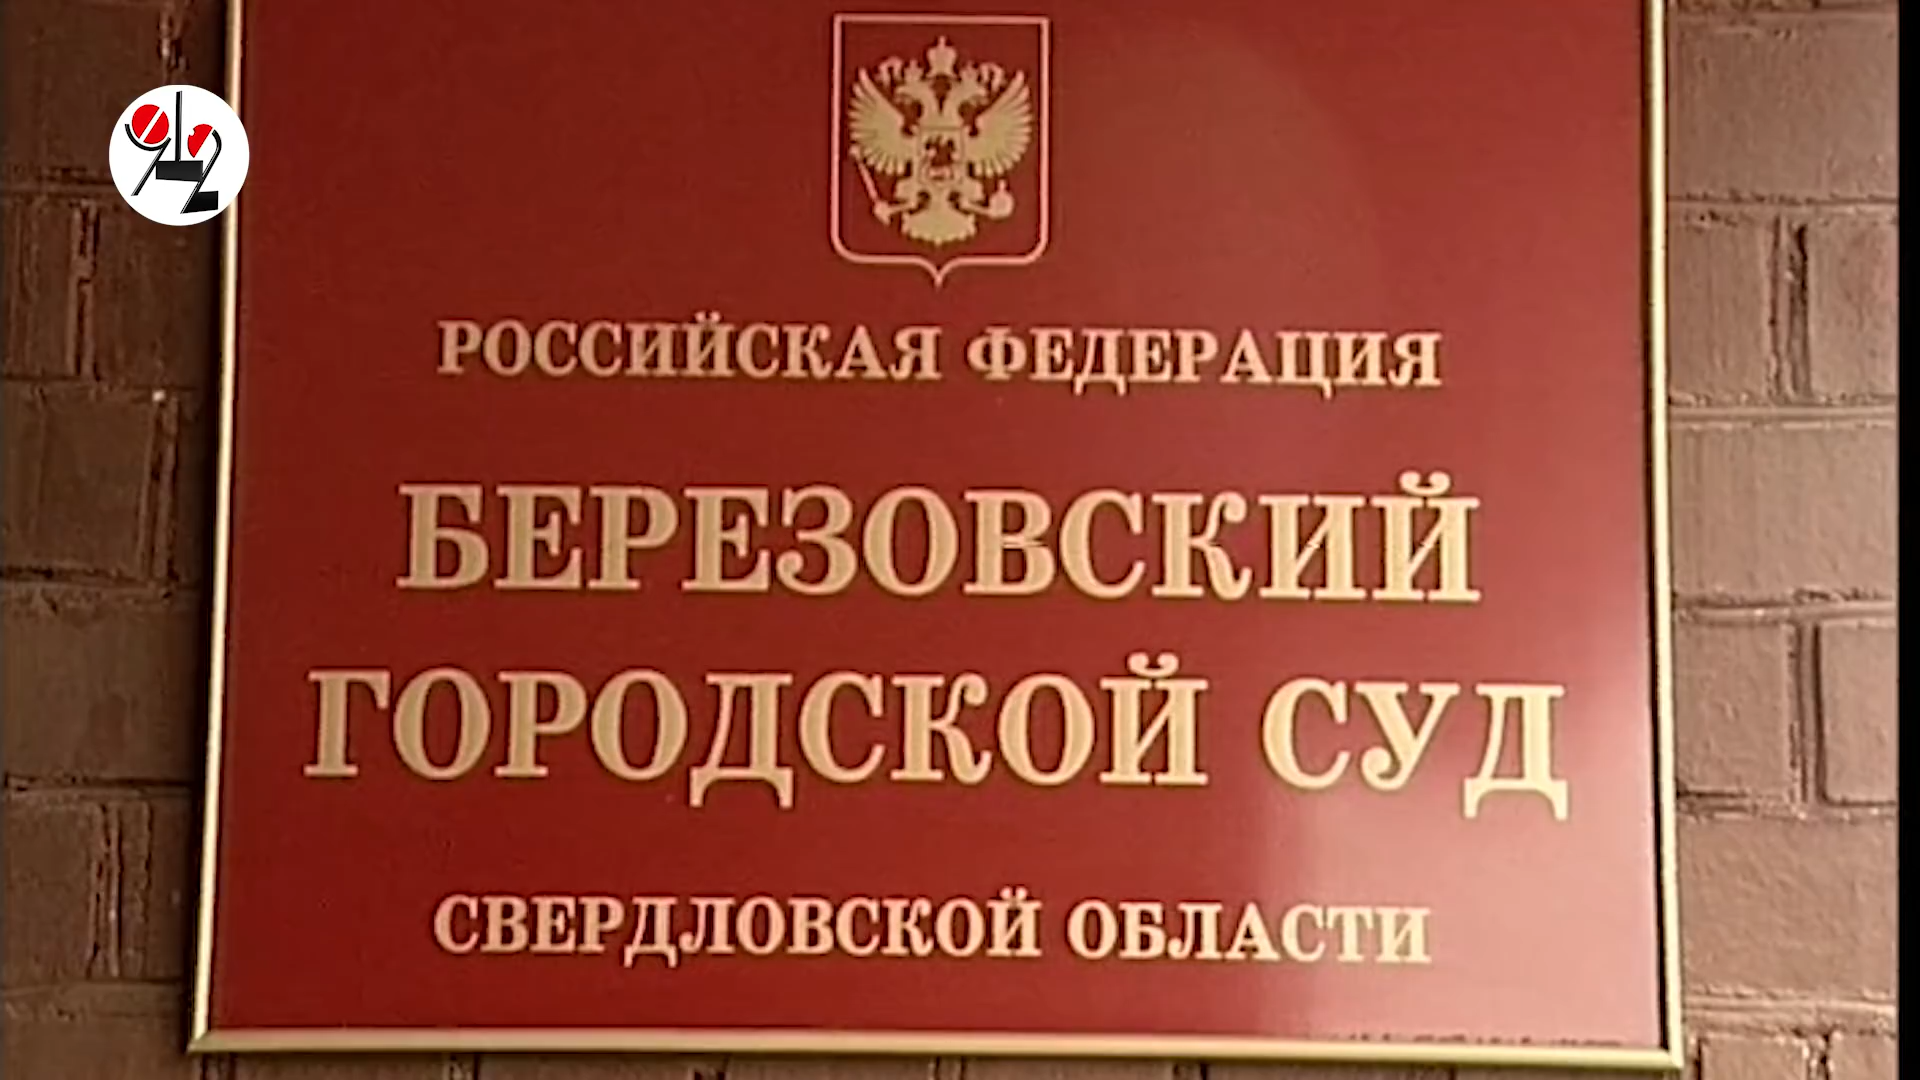 РОССИЙСКАЯ ФЕДЕРАЦИЯ
БЕРЕЗОВСКИЙ
ГОРОДСКОЙ СУД
СВЕРДЛОВСКОЙ ОБЛАСТИ